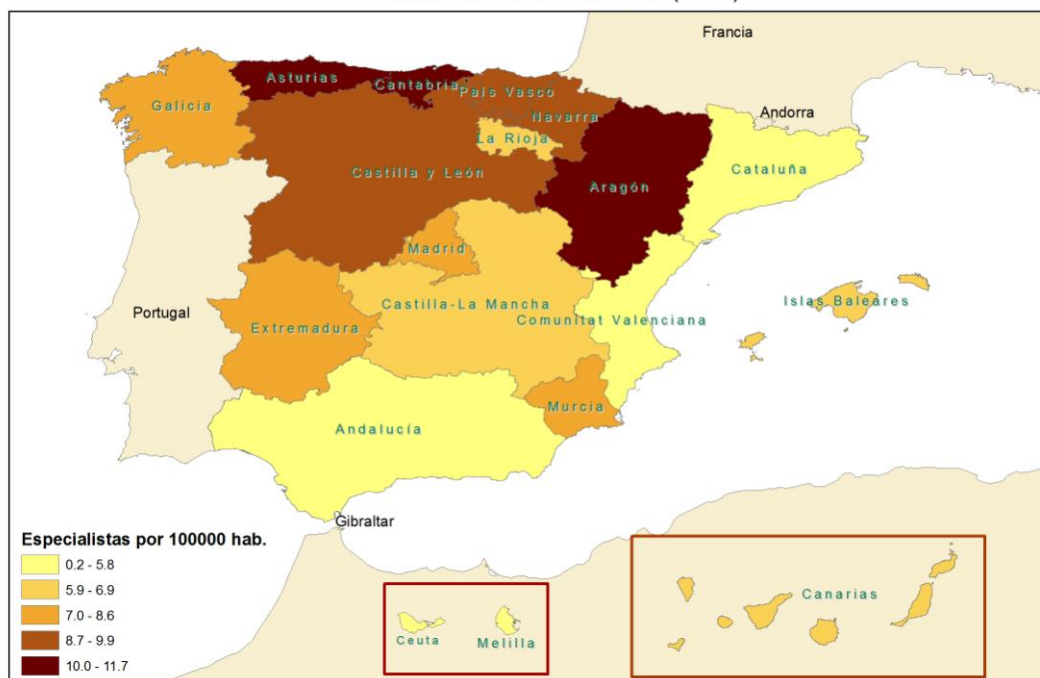 Francia
Asturias
Cantabria
País Vasco
Galicia
Navarra
Andorra
La Rioja
Cataluña
Castilla y León
Aragón
Madrid
Islas Baleares
Castilla-La Mancha
Portugal
Comunitat Valenciana
Extremadura
Murcia
Andalucía
Gibraltar
Especialistas por 100000 hab.
0.2 - 5.8
5.9 - 6.9
7.0 - 8.6
8.7 - 9.9
10.0 - 11.7
Ceuta
Melilla
Canarias